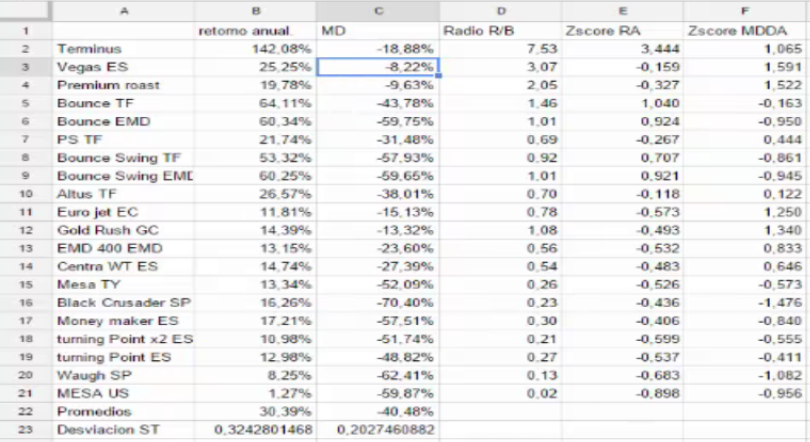 A B C D E F
1 retorno anual. MD Radio R/B Zscore RA Zscore MDDA
2 Terminus 142,08% -18,88% 7,53 3,444 1,065
3 Vegas ES 25,25% -8,22% 3,07 -0,159 1,591
4 Premium roast 19,78% -9,63% 2,05 -0,327 1,522
5 Bounce TF 64,11% -43,78% 1,46 1,040 -0,163
6 Bounce EMD 60,34% -59,75% 1,01 0,924 -0,950
7 PS TF 21,74% -31,48% 0,69 -0,267 0,444
8 Bounce Swing TF 53,32% -57,93% 0,92 0,707 -0,861
9 Bounce Swing EMD 60,25% -59,65% 1,01 0,921 -0,945
10 Altus TF 26,57% -38,01% 0,70 -0,118 0,122
11 Euro jet EC 11,81% -15,13% 0,78 -0,573 1,250
12 Gold Rush GC 14,39% -13,32% 1,08 -0,493 1,340
13 EMD 400 EMD 13,15% -23,60% 0,56 -0,532 0,833
14 Centra WT ES 14,74% -27,39% 0,54 -0,483 0,646
15 Mesa TY 13,34% -52,09% 0,26 -0,526 -0,573
16 Black Crusader SP 16,26% -70,40% 0,23 -0,436 -1,476
17 Money maker ES 17,21% -57,51% 0,30 -0,406 -0,840
18 turning Point x2 ES 10,98% -51,74% 0,21 -0,599 -0,555
19 turning Point ES 12,98% -48,82% 0,27 -0,537 -0,411
20 Waugh SP 8,25% -62,41% 0,13 -0,683 -1,082
21 MESA US 1,27% -59,87% 0,02 -0,898 -0,956
22 Promedios 30,39% -40,48%
23 Desviacion ST 0,3242801468 0,2027460882